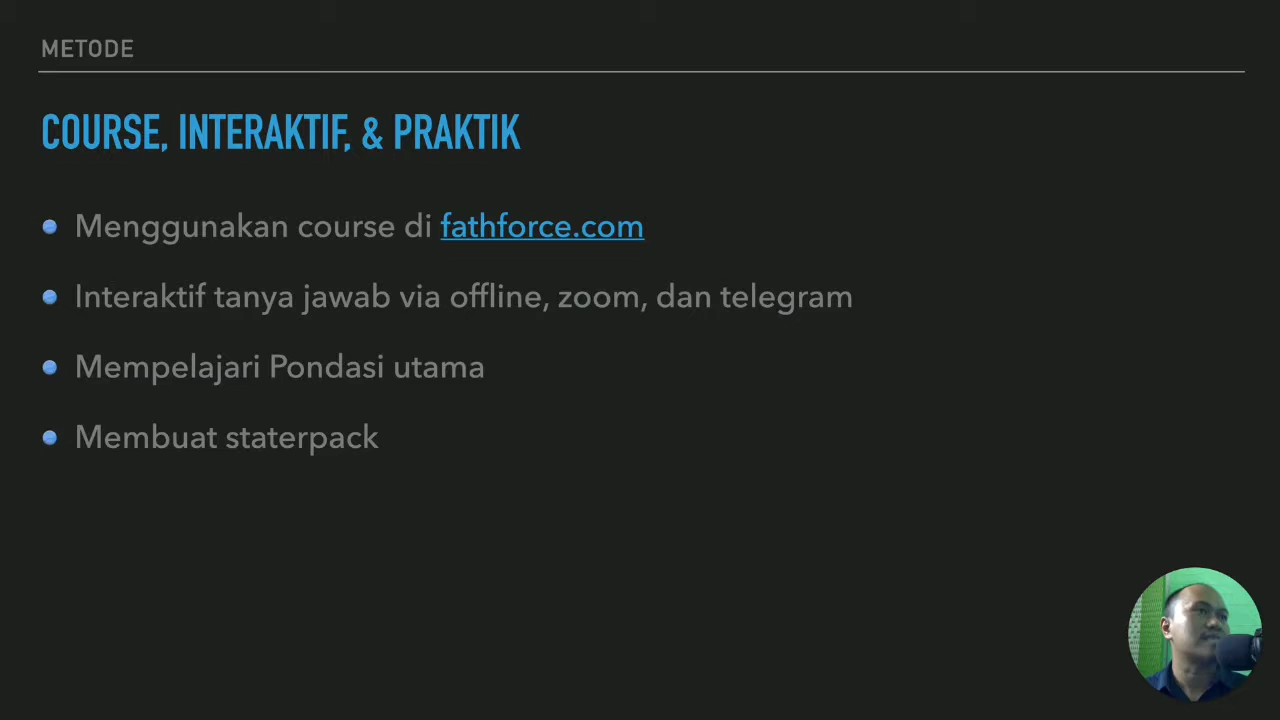 METODE
COURSE, INTERAKTIF, & PRAKTIK
Menggunakan course di fathforce.com
Interaktif tanya jawab via offline, zoom, dan telegram
Mempelajari Pondasi utama
Membuat staterpack